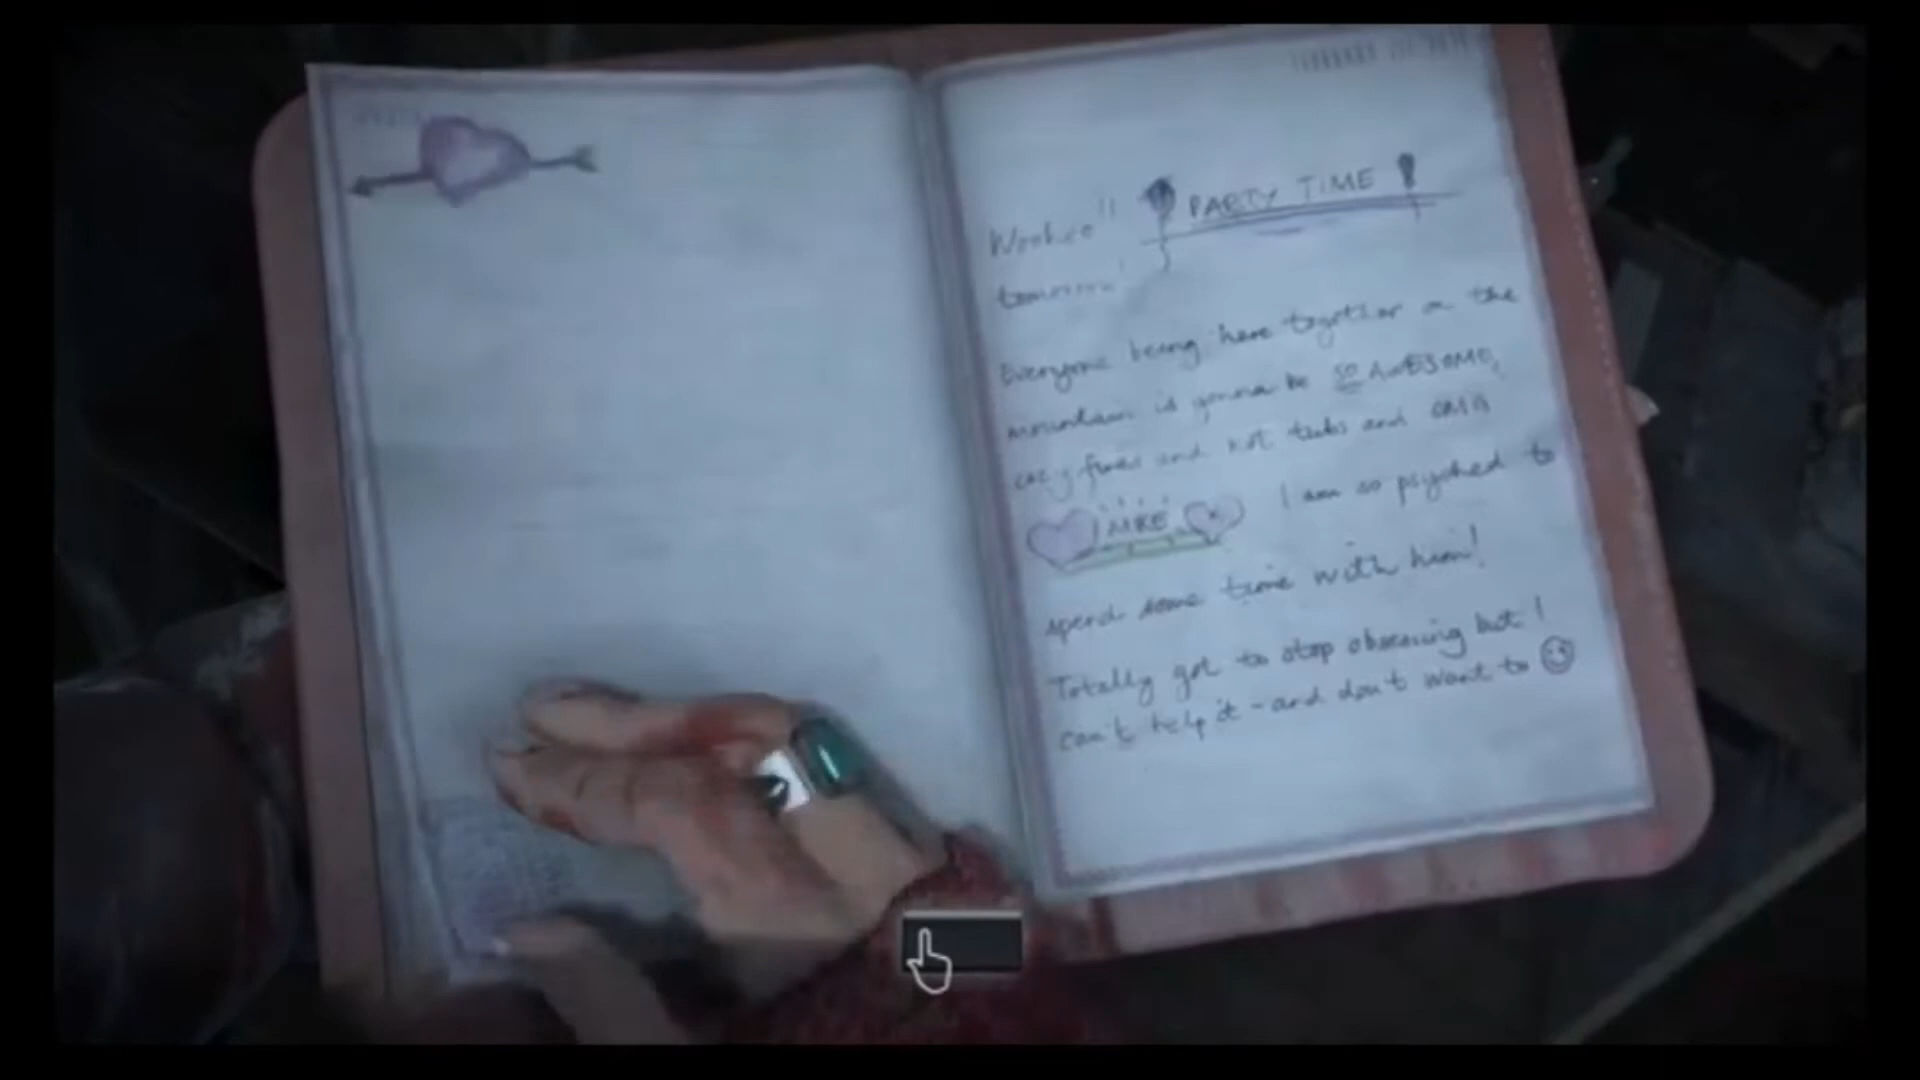 Woohoo!! PARTY TIME
tomorrow!
Everyone being here together on the
mountain is gonna be so AWESOME,
cozy fires and hot tubs and OMG
MIKE I am so psyched to
spend some time with him!
Totally got to stop obsessing but I
can't help it - and don't want to